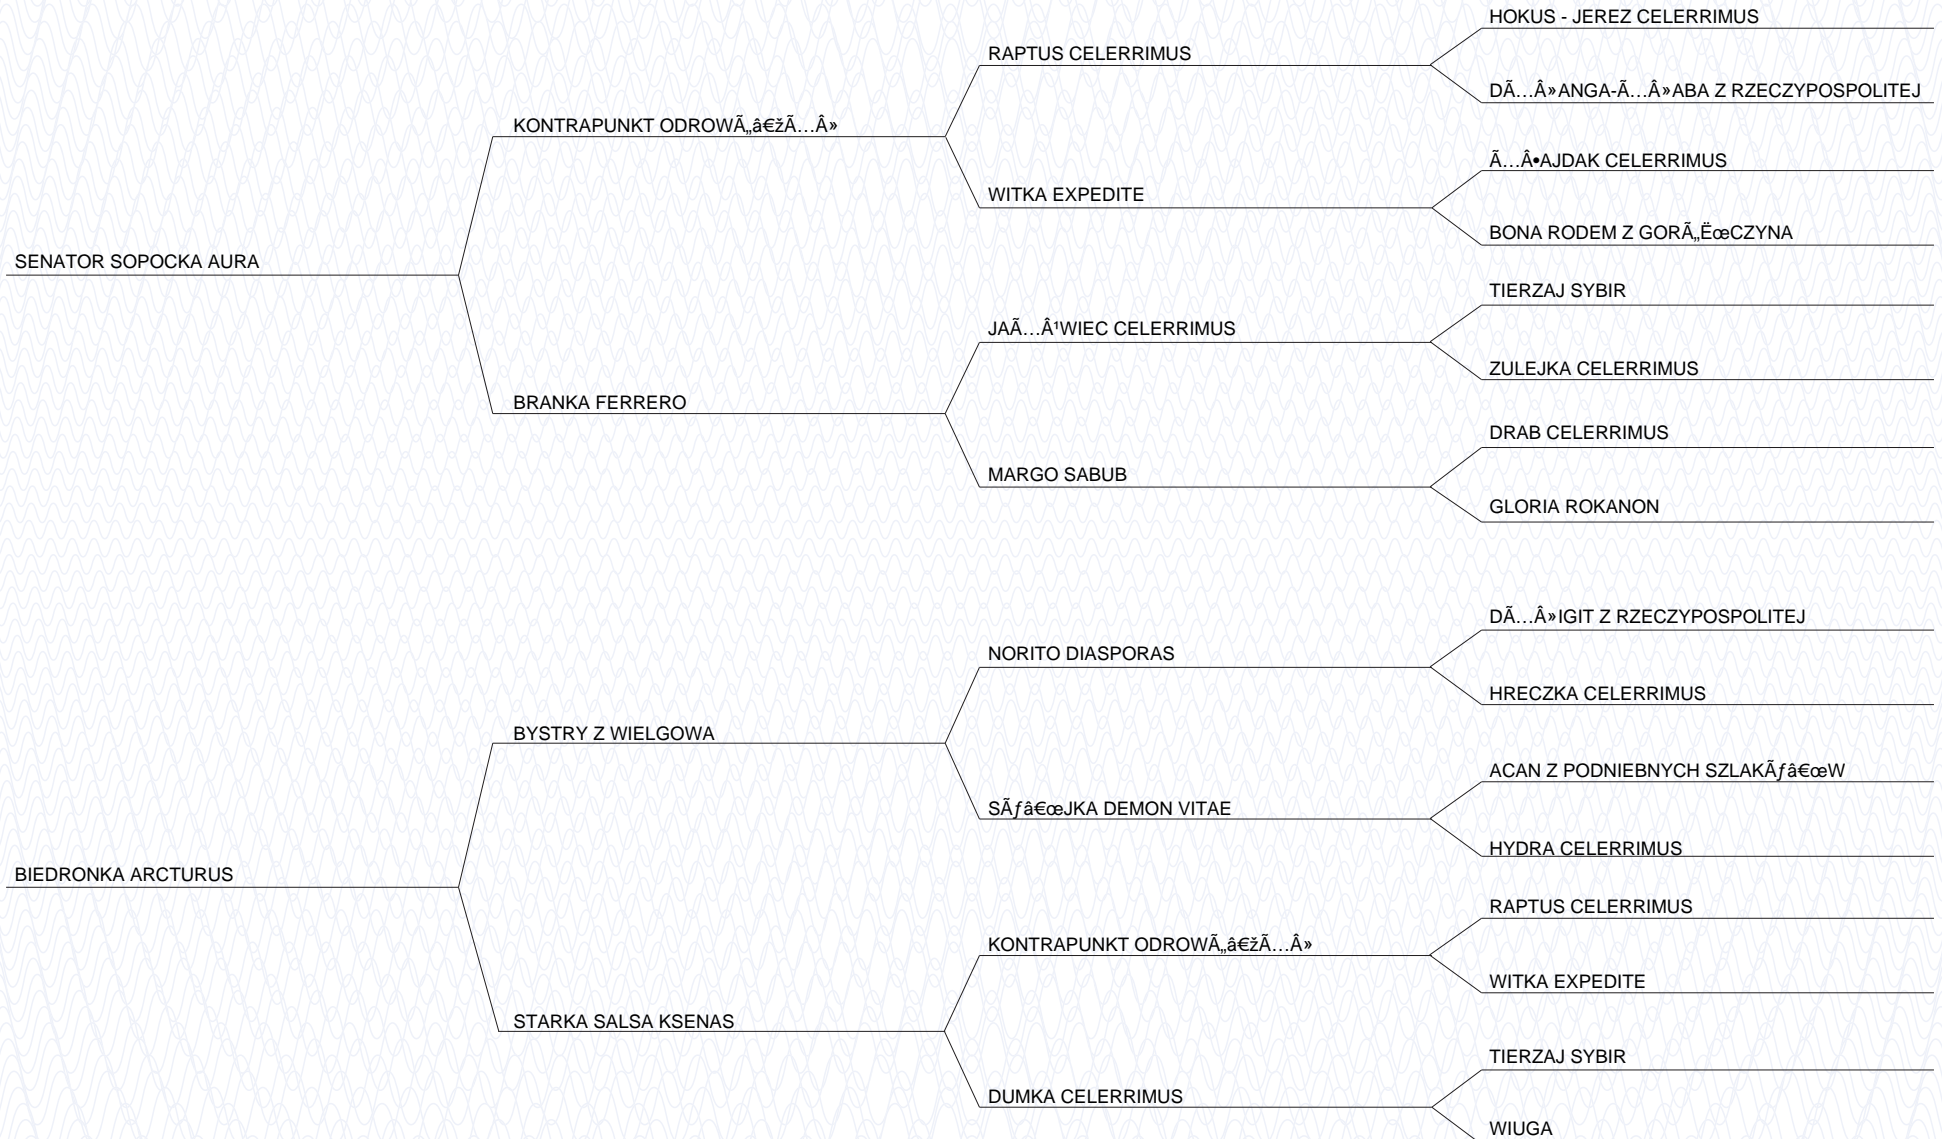 HOKUS - JEREZ CELERRIMUS
RAPTUS CELERRIMUS
DÃ…Â»ANGA-Ã…Â»ABA Z RZECZYPOSPOLITEJ
KONTRAPUNKT ODROWÃ„â€žÃ…Â»
Ã…Â•AJDAK CELERRIMUS
WITKA EXPEDITE
BONA RODEM Z GORÃ„ËœCZYNA
SENATOR SOPOCKA AURA
TIERZAJ SYBIR
JAÃ…Â¹WIEC CELERRIMUS
ZULEJKA CELERRIMUS
BRANKA FERRERO
DRAB CELERRIMUS
MARGO SABUB
GLORIA ROKANON
DÃ…Â»IGIT Z RZECZYPOSPOLITEJ
NORITO DIASPORAS
HRECZKA CELERRIMUS
BYSTRY Z WIELGOWA
ACAN Z PODNIEBNYCH SZLAKÃƒâ€œW
SÃƒâ€œJKA DEMON VITAE
HYDRA CELERRIMUS
BIEDRONKA ARCTURUS
RAPTUS CELERRIMUS
KONTRAPUNKT ODROWÃ„â€žÃ…Â»
WITKA EXPEDITE
STARKA SALSA KSENAS
TIERZAJ SYBIR
DUMKA CELERRIMUS
WIUGA